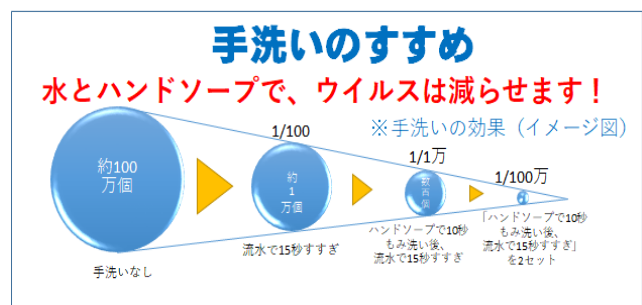 手洗いのすすめ
水とハンドソープで、ウイルスは減らせます！
※手洗いの効果（イメージ図）
約100
万個
手洗いなし
1/100
約
1
万個
流水で15秒すすぎ
1/1万
数百個
ハンドソープで10秒
もみ洗い後、
流水で15秒すすぎ
1/100万
「ハンドソープで10秒
もみ洗い後、
流水で15秒すすぎ」
を2セット